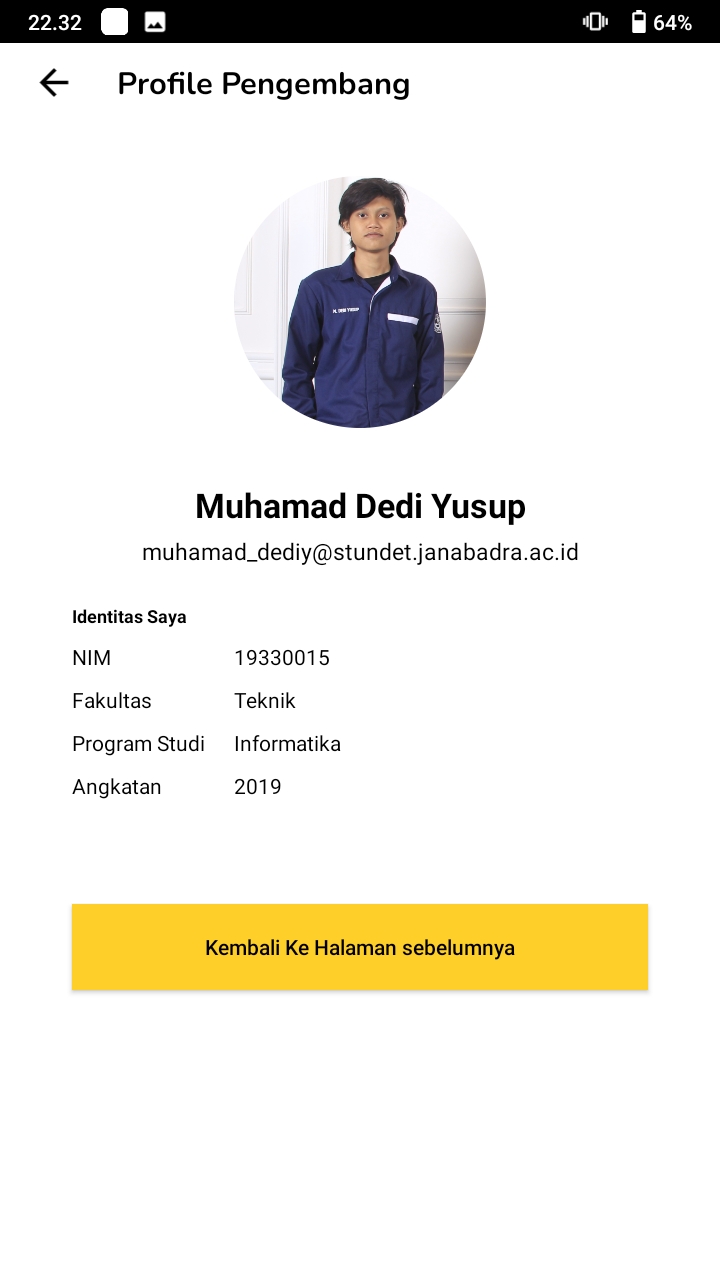 22.32 64%
Profile Pengembang
M. DEDI YUSUP
Muhamad Dedi Yusup
muhamad_dediy@stundet.janabadra.ac.id
Identitas Saya
NIM 19330015
Fakultas Teknik
Program Studi Informatika
Angkatan 2019
Kembali Ke Halaman sebelumnya